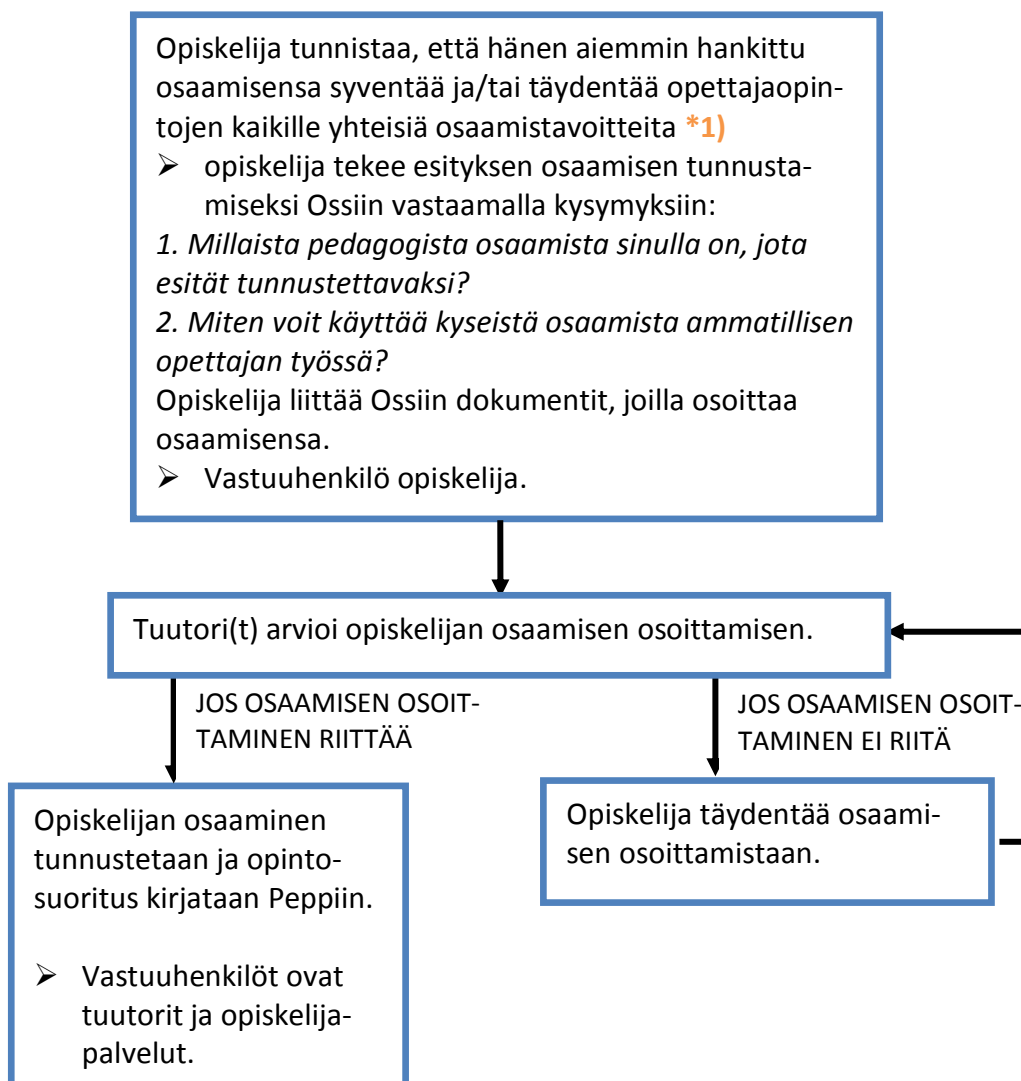 Opiskelija tunnistaa, että hänen aiemmin hankittu
osaamisensa syventää ja/tai täydentää opettajaopin-
tojen kaikille yhteisiä osaamistavoitteita *1)
➢ opiskelija tekee esityksen osaamisen tunnusta-
miseksi Ossiin vastaamalla kysymyksiin:
1. Millaista pedagogista osaamista sinulla on, jota
esität tunnustettavaksi?
2. Miten voit käyttää kyseistä osaamista ammatillisen
opettajan työssä?
Opiskelija liittää Ossiin dokumentit, joilla osoittaa
osaamisensa.
➢ Vastuuhenkilö opiskelija.
Tuutori(t) arvioi opiskelijan osaamisen osoittamisen.
JOS OSAAMISEN OSOIT-
TAMINEN RIITTÄÄ
JOS OSAAMISEN OSOIT-
TAMINEN EI RIITÄ
Opiskelijan osaaminen
tunnustetaan ja opinto-
suoritus kirjataan Peppiin.
➢ Vastuuhenkilöt ovat
tuutorit ja opiskelija-
palvelut.
Opiskelija täydentää osaami-
sen osoittamistaan.